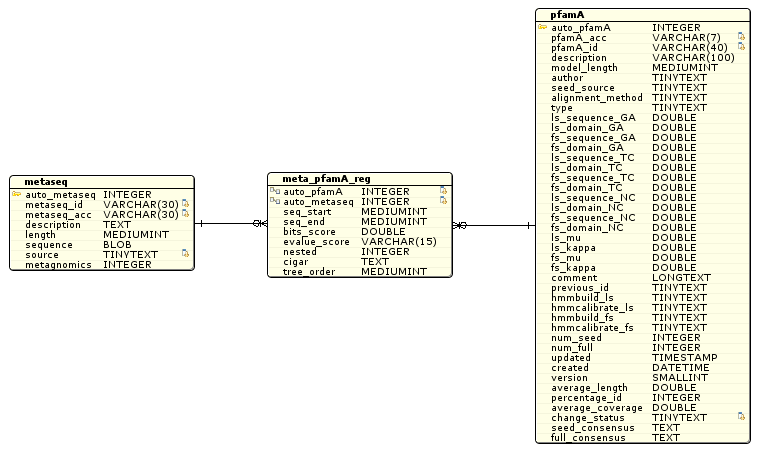 metaseq
auto_metaseq INTEGER
metaseq_id VARCHAR(30)
metaseq_acc VARCHAR(30)
description TEXT
length MEDIUMINT
sequence BLOB
source TINYTEXT
metagnomics INTEGER
meta_pfamA_reg
auto_pfamA INTEGER
auto_metaseq INTEGER
seq_start MEDIUMINT
seq_end MEDIUMINT
bits_score DOUBLE
evalue_score VARCHAR(15)
nested INTEGER
cigar TEXT
tree_order MEDIUMINT
pfamA
auto_pfamA INTEGER
pfamA_acc VARCHAR(7)
pfamA_id VARCHAR(40)
description VARCHAR(100)
model_length MEDIUMINT
author TINYTEXT
seed_source TINYTEXT
alignment_method TINYTEXT
type TINYTEXT
ls_sequence_GA DOUBLE
ls_domain_GA DOUBLE
fs_sequence_GA DOUBLE
fs_domain_GA DOUBLE
ls_sequence_TC DOUBLE
ls_domain_TC DOUBLE
fs_sequence_TC DOUBLE
fs_domain_TC DOUBLE
ls_sequence_NC DOUBLE
ls_domain_NC DOUBLE
fs_sequence_NC DOUBLE
fs_domain_NC DOUBLE
ls_mu DOUBLE
ls_kappa DOUBLE
fs_mu DOUBLE
fs_kappa DOUBLE
comment LONGTEXT
previous_id TINYTEXT
hmmbuild_ls TINYTEXT
hmmcalibrate_ls TINYTEXT
hmmbuild_fs TINYTEXT
hmmcalibrate_fs TINYTEXT
num_seed INTEGER
num_full INTEGER
updated TIMESTAMP
created DATETIME
version SMALLINT
average_length DOUBLE
percentage_id INTEGER
average_coverage DOUBLE
change_status TINYTEXT
seed_consensus TEXT
full_consensus TEXT